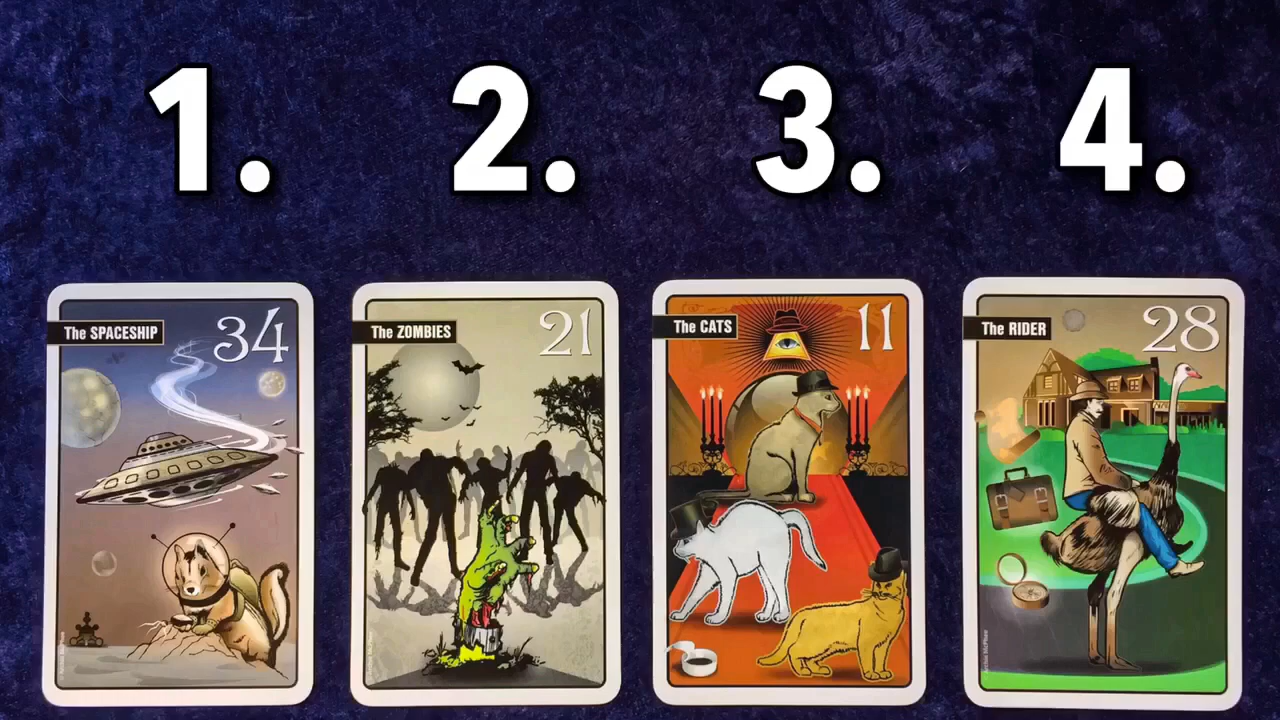 1. 2. 3. 4.
The SPACESHIP 34
The ZOMBIES 21
The CATS 11
The RIDER 28